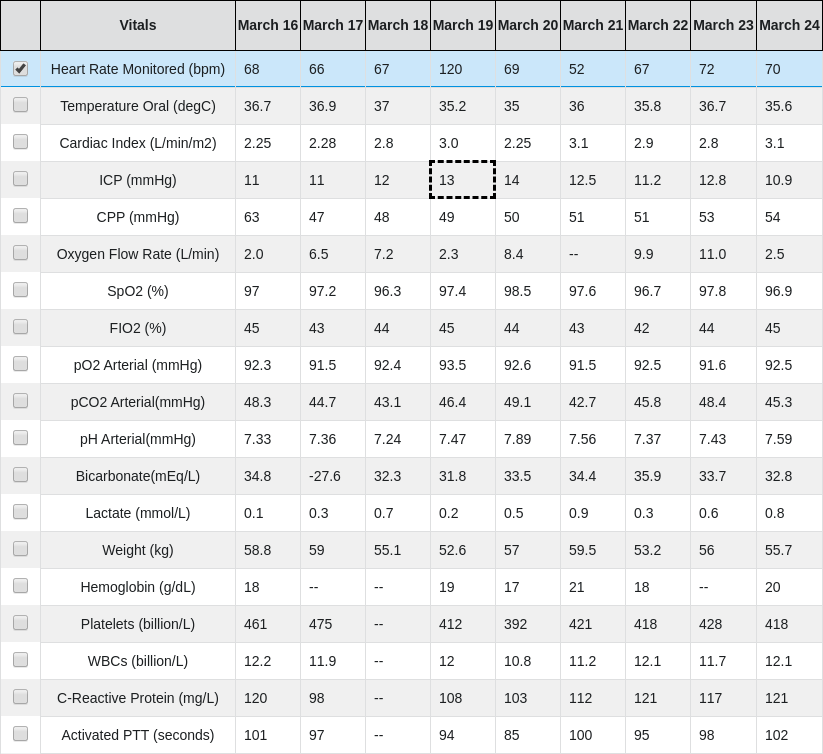 Vitals March 16 March 17 March 18 March 19 March 20 March 21 March 22 March 23 March 24
Heart Rate Monitored (bpm) 68 66 67 120 69 52 67 72 70
Temperature Oral (degC) 36.7 36.9 37 35.2 35 36 35.8 36.7 35.6
Cardiac Index (L/min/m2) 2.25 2.28 2.8 3.0 2.25 3.1 2.9 2.8 3.1
ICP (mmHg) 11 11 12 13 14 12.5 11.2 12.8 10.9
CPP (mmHg) 63 47 48 49 50 51 51 53 54
Oxygen Flow Rate (L/min) 2.0 6.5 7.2 2.3 8.4 -- 9.9 11.0 2.5
SpO2 (%) 97 97.2 96.3 97.4 98.5 97.6 96.7 97.8 96.9
FIO2 (%) 45 43 44 45 44 43 42 44 45
pO2 Arterial (mmHg) 92.3 91.5 92.4 93.5 92.6 91.5 92.5 91.6 92.5
pCO2 Arterial(mmHg) 48.3 44.7 43.1 46.4 49.1 42.7 45.8 48.4 45.3
pH Arterial(mmHg) 7.33 7.36 7.24 7.47 7.89 7.56 7.37 7.43 7.59
Bicarbonate(mEq/L) 34.8 -27.6 32.3 31.8 33.5 34.4 35.9 33.7 32.8
Lactate (mmol/L) 0.1 0.3 0.7 0.2 0.5 0.9 0.3 0.6 0.8
Weight (kg) 58.8 59 55.1 52.6 57 59.5 53.2 56 55.7
Hemoglobin (g/dL) 18 -- -- 19 17 21 18 -- 20
Platelets (billion/L) 461 475 -- 412 392 421 418 428 418
WBCs (billion/L) 12.2 11.9 -- 12 10.8 11.2 12.1 11.7 12.1
C-Reactive Protein (mg/L) 120 98 -- 108 103 112 121 117 121
Activated PTT (seconds) 101 97 -- 94 85 100 95 98 102